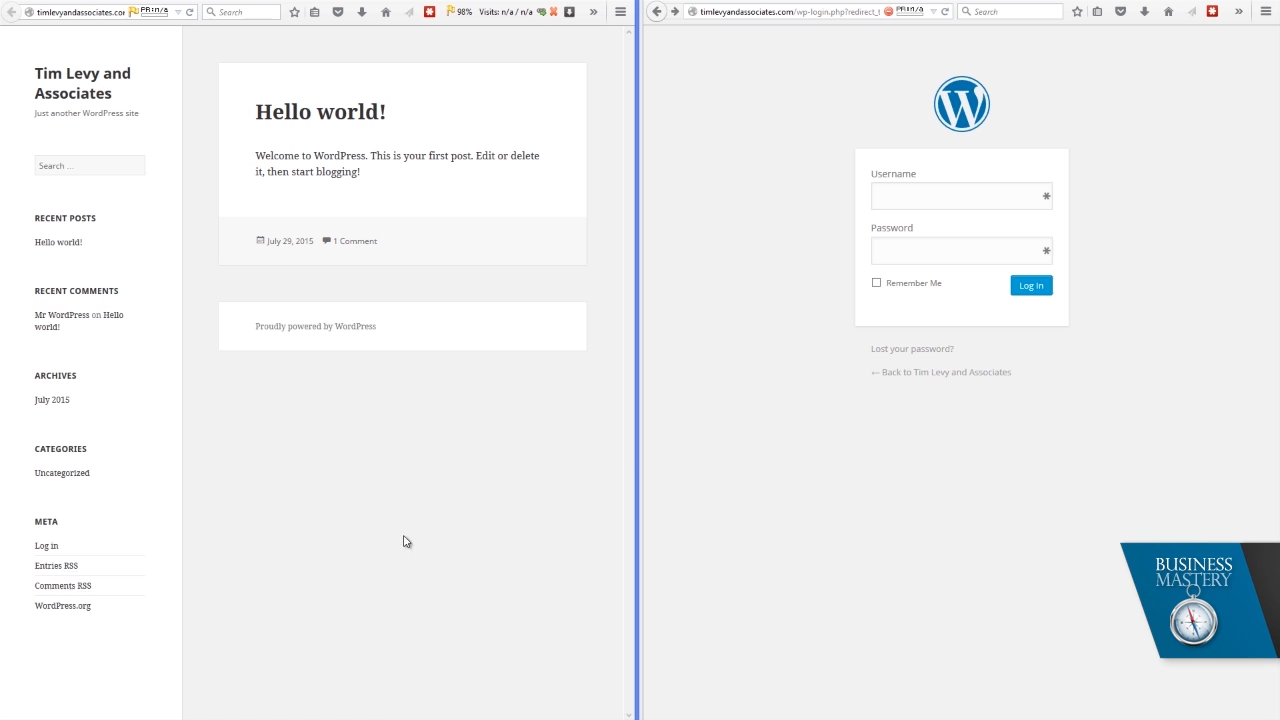 timlevyandassociates.cor
Search
98%
Visits: n/a / n/a
timlevyandassociates.com/wp-login.php?redirect_t
Search
Tim Levy and
Associates
Just another WordPress site
Search ...
RECENT POSTS
Hello world!
RECENT COMMENTS
Mr WordPress on Hello
world!
ARCHIVES
July 2015
CATEGORIES
Uncategorized
META
Log in
Entries RSS
Comments RSS
WordPress.org
Hello world!
Welcome to WordPress. This is your first post. Edit or delete
it, then start blogging!
July 29, 2015
1 Comment
Proudly powered by WordPress
Username
Password
Remember Me
Log In
Lost your password?
← Back to Tim Levy and Associates
BUSINESS
MASTERY